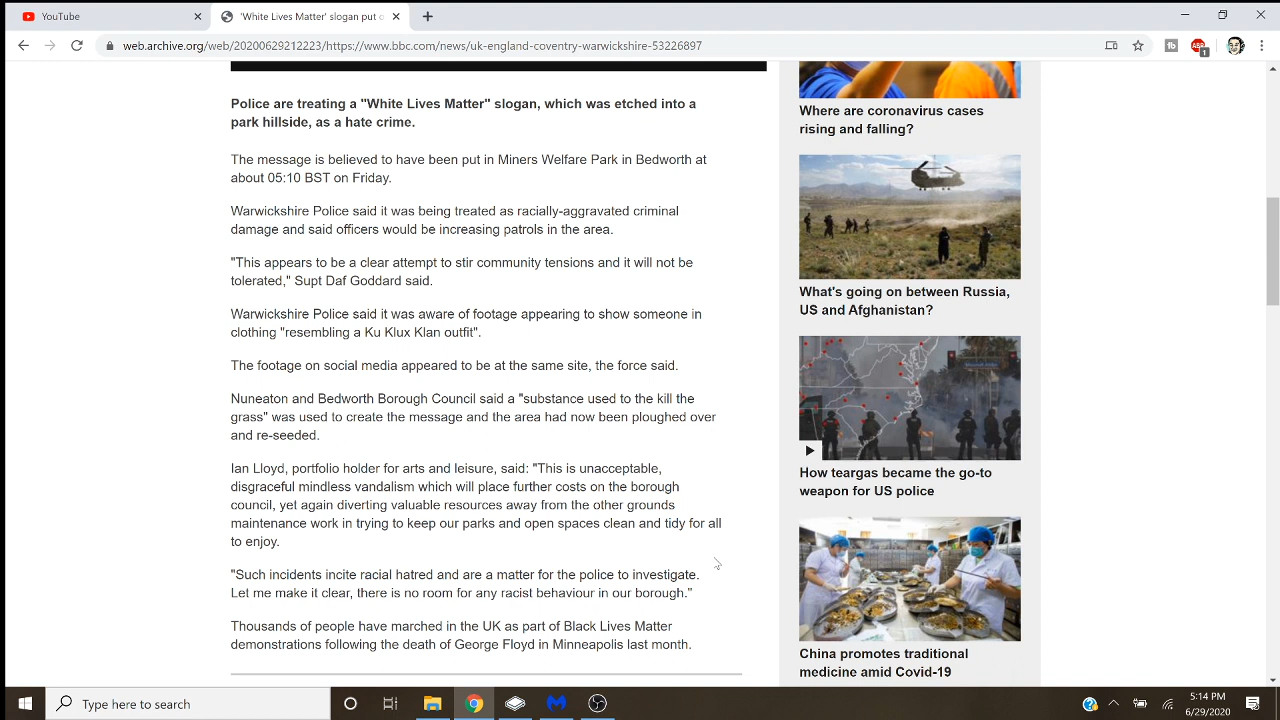 YouTube
'White Lives Matter' slogan put o
web.archive.org/web/20200629212223/https://www.bbc.com/news/uk-england-coventry-warwickshire-53226897
ABP
1
Police are treating a "White Lives Matter" slogan, which was etched into a
park hillside, as a hate crime.
The message is believed to have been put in Miners Welfare Park in Bedworth at
about 05:10 BST on Friday.
Warwickshire Police said it was being treated as racially-aggravated criminal
damage and said officers would be increasing patrols in the area.
"This appears to be a clear attempt to stir community tensions and it will not be
tolerated," Supt Daf Goddard said.
Warwickshire Police said it was aware of footage appearing to show someone in
clothing "resembling a Ku Klux Klan outfit".
The footage on social media appeared to be at the same site, the force said.
Nuneaton and Bedworth Borough Council said a "substance used to the kill the
grass" was used to create the message and the area had now been ploughed over
and re-seeded.
Ian Lloyd, portfolio holder for arts and leisure, said: "This is unacceptable,
disgraceful mindless vandalism which will place further costs on the borough
council, yet again diverting valuable resources away from the other grounds
maintenance work in trying to keep our parks and open spaces clean and tidy for all
to enjoy.
"Such incidents incite racial hatred and are a matter for the police to investigate.
Let me make it clear, there is no room for any racist behaviour in our borough."
Thousands of people have marched in the UK as part of Black Lives Matter
demonstrations following the death of George Floyd in Minneapolis last month.
Where are coronavirus cases
rising and falling?
What's going on between Russia,
US and Afghanistan?
How teargas became the go-to
weapon for US police
China promotes traditional
medicine amid Covid-19
Type here to search
5:14 PM
6/29/2020